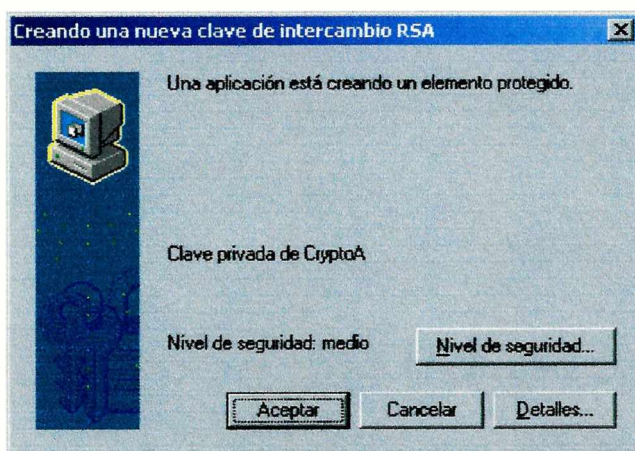 Creando una nueva clave de intercambio RSA
Una aplicación está creando un elemento protegido.
Clave privada de CryptoA
Nivel de seguridad: medio
Nivel de seguridad...
Aceptar
Cancelar
Detalles...